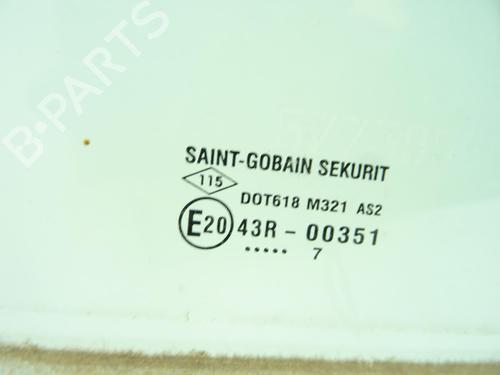 B-PARTS
SAINT-GOBAIN SEKURIT
115
DOT618 M321 AS2
E20 43R - 00351
..... 7